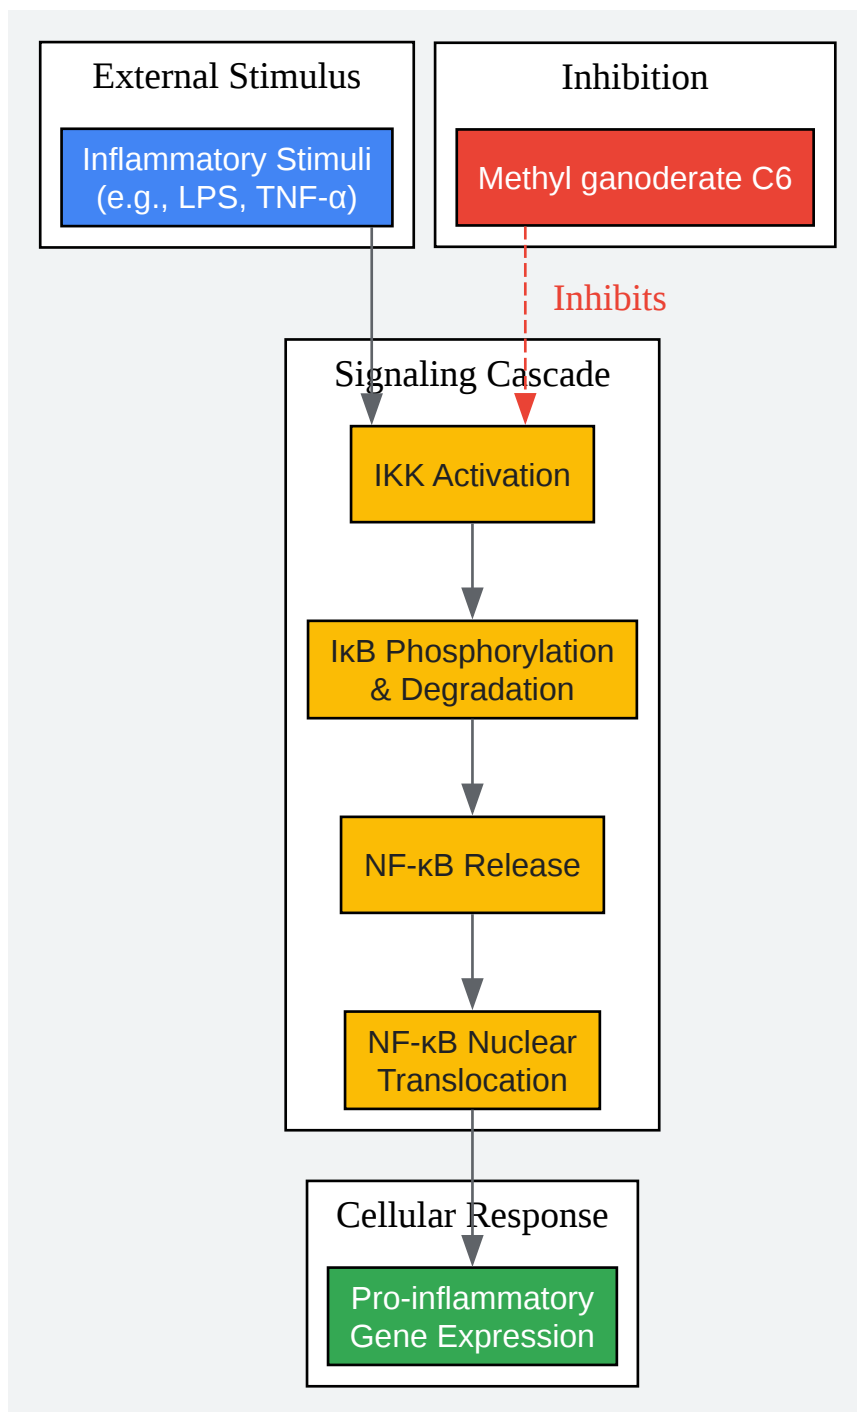 External Stimulus
Inflammatory Stimuli
(e.g., LPS, TNF-α)
Inhibition
Methyl ganoderate C6
Inhibits
Signaling Cascade
IKK Activation
IκB Phosphorylation
& Degradation
NF-κB Release
NF-κB Nuclear
Translocation
Cellular Response
Pro-inflammatory
Gene Expression